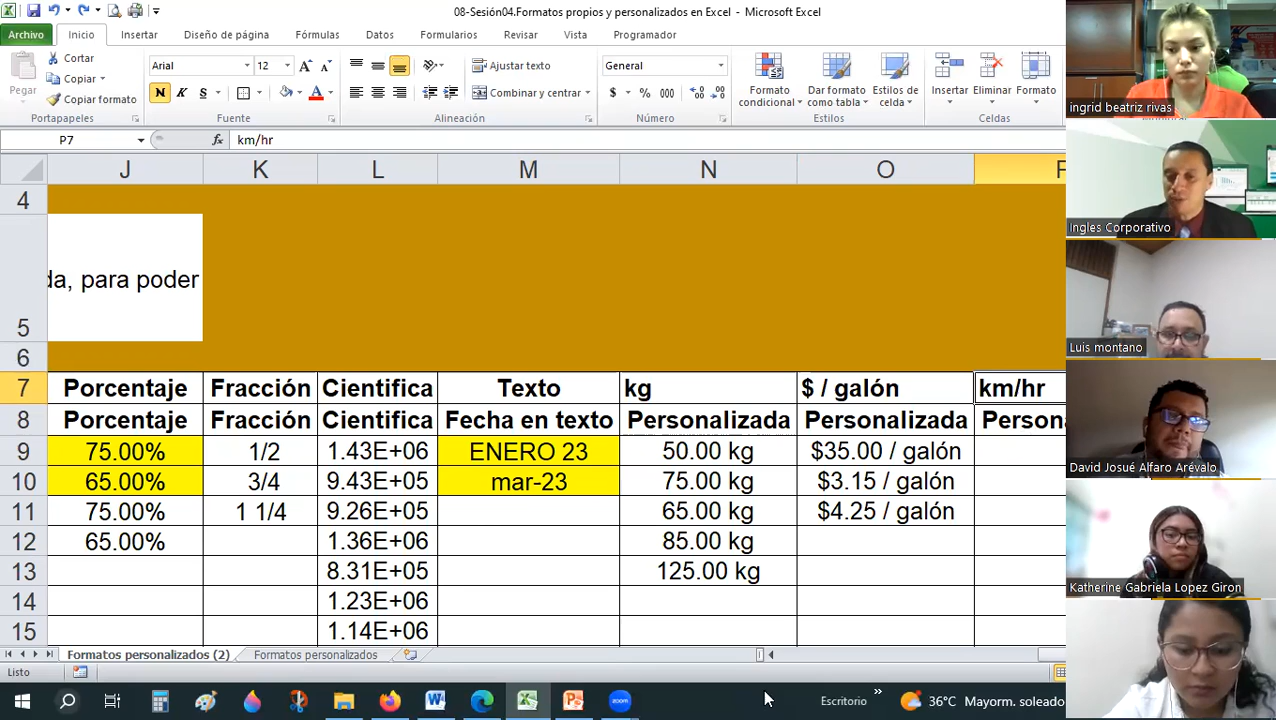 08-Sesión04.Formatos propios y personalizados en Excel - Microsoft Excel
Archivo Inicio Insertar Diseño de página Fórmulas Datos Formularios Revisar Vista Programador
Pegar
Cortar
Copiar
Copiar formato
Portapapeles
Arial 12
N K S
Fuente
Ajustar texto
Combinar y centrar
Alineación
General
$ % 000
Número
Formato condicional
Dar formato como tabla
Estilos de celda
Estilos
Insertar Eliminar Formato
Celdas
P7 fx km/hr
J K L M N O P
4
5 da, para poder
6
7 Porcentaje Fracción Cientifica Texto kg $ / galón km/hr
8 Porcentaje Fracción Cientifica Fecha en texto Personalizada Personalizada Perso
9 75.00% 1/2 1.43E+06 ENERO 23 50.00 kg $35.00 / galón
10 65.00% 3/4 9.43E+05 mar-23 75.00 kg $3.15 / galón
11 75.00% 1 1/4 9.26E+05 65.00 kg $4.25 / galón
12 65.00% 1.36E+06 85.00 kg
13 8.31E+05 125.00 kg
14 1.23E+06
15 1.14E+06
Formatos personalizados (2) Formatos personalizados
Listo
Escritorio » 36°C Mayorm. soleado
zoom
ingrid beatriz rivas
Ingles Corporativo
Luis montano
David Josué Alfaro Arévalo
Katherine Gabriela Lopez Giron